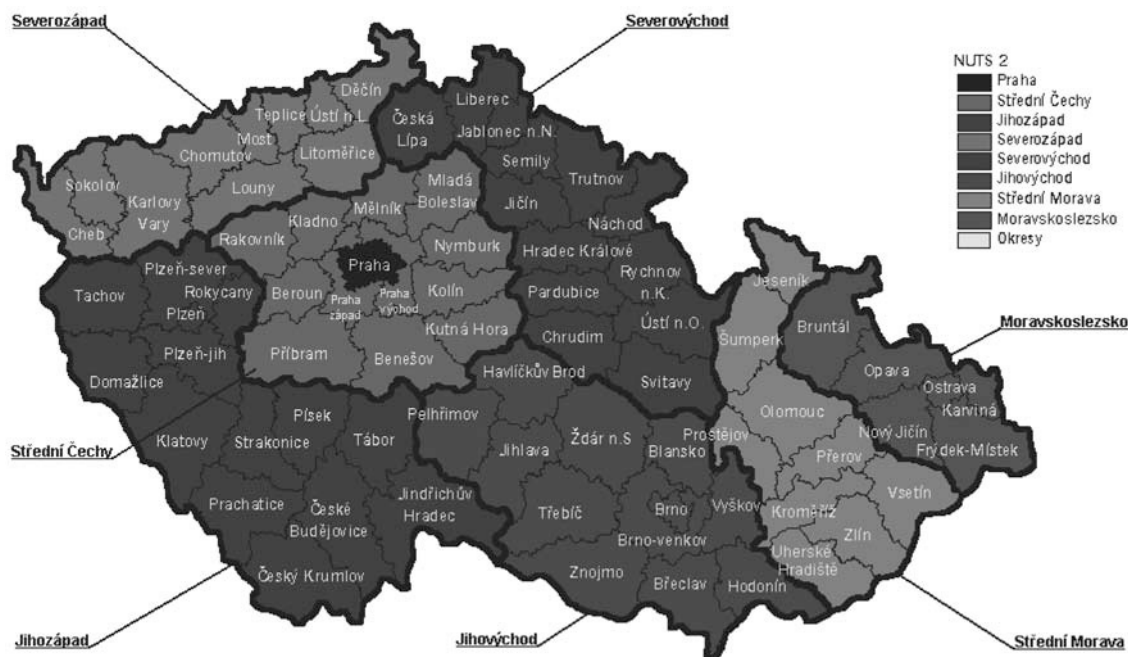 Severozápad
Severovýchod
NUTS 2
Praha
Střední Čechy
Jihozápad
Severozápad
Severovýchod
Jihovýchod
Střední Morava
Moravskoslezsko
Okresy
Děčín
Teplice
Ústí n.L.
Most
Chomutov
Litoměřice
Louny
Sokolov
Karlovy
Vary
Cheb
Česká
Lípa
Liberec
Jablonec n.N.
Semily
Trutnov
Jičín
Náchod
Hradec Králové
Rychnov
n.K.
Pardubice
Ústí n.O.
Chrudim
Svitavy
Mladá
Boleslav
Mělník
Kladno
Rakovník
Nymburk
Praha
Beroun
Praha
západ
Praha
východ
Kolín
Kutná Hora
Příbram
Benešov
Plzeň-sever
Rokycany
Tachov
Plzeň
Plzeň-jih
Domažlice
Klatovy
Písek
Strakonice
Tábor
Prachatice
České
Budějovice
Jindřichův
Hradec
Český Krumlov
Havlíčkův Brod
Pelhřimov
Jihlava
Ždár n.S
Blansko
Třebíč
Brno
Vyškov
Brno-venkov
Znojmo
Břeclav
Hodonín
Jeseník
Šumperk
Olomouc
Prostějov
Přerov
Kroměříž
Vsetín
Zlín
Uherské
Hradiště
Bruntál
Opava
Ostrava
Karviná
Nový Jičín
Frýdek-Místek
Moravskoslezsko
Střední Čechy
Jihozápad
Jihovýchod
Střední Morava